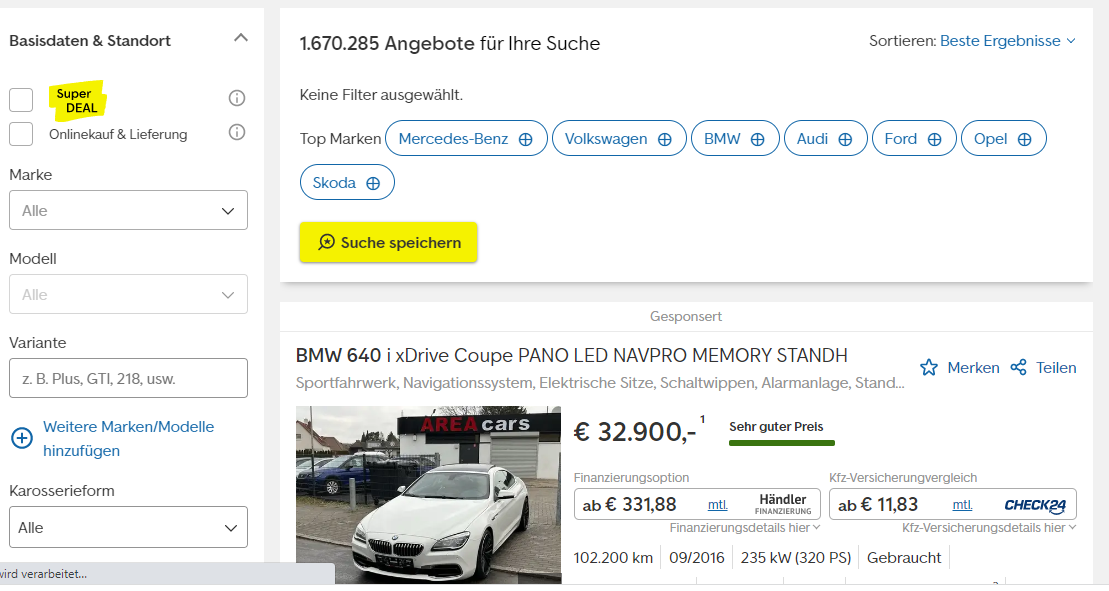 Basisdaten & Standort
Super
DEAL
Onlinekauf & Lieferung
Marke
Alle
Modell
Alle
Variante
z. B. Plus, GTI, 218, usw.
Weitere Marken/Modelle
hinzufügen
Karosserieform
Alle
wird verarbeitet...
1.670.285 Angebote für Ihre Suche
Sortieren: Beste Ergebnisse
Keine Filter ausgewählt.
Top Marken Mercedes-Benz Volkswagen BMW Audi Ford Opel
Skoda
Suche speichern
Gesponsert
BMW 640 i xDrive Coupe PANO LED NAVPRO MEMORY STANDH
Sportfahrwerk, Navigationssystem, Elektrische Sitze, Schaltwippen, Alarmanlage, Stand...
Merken Teilen
AREA cars
€ 32.900,-1 Sehr guter Preis
Finanzierungsoption Kfz-Versicherungvergleich
ab € 331,88 mtl. Händler FINANZIERUNG ab € 11,83 mtl. CHECK24
Finanzierungsdetails hier Kfz-Versicherungsdetails hier
102.200 km 09/2016 235 kW (320 PS) Gebraucht